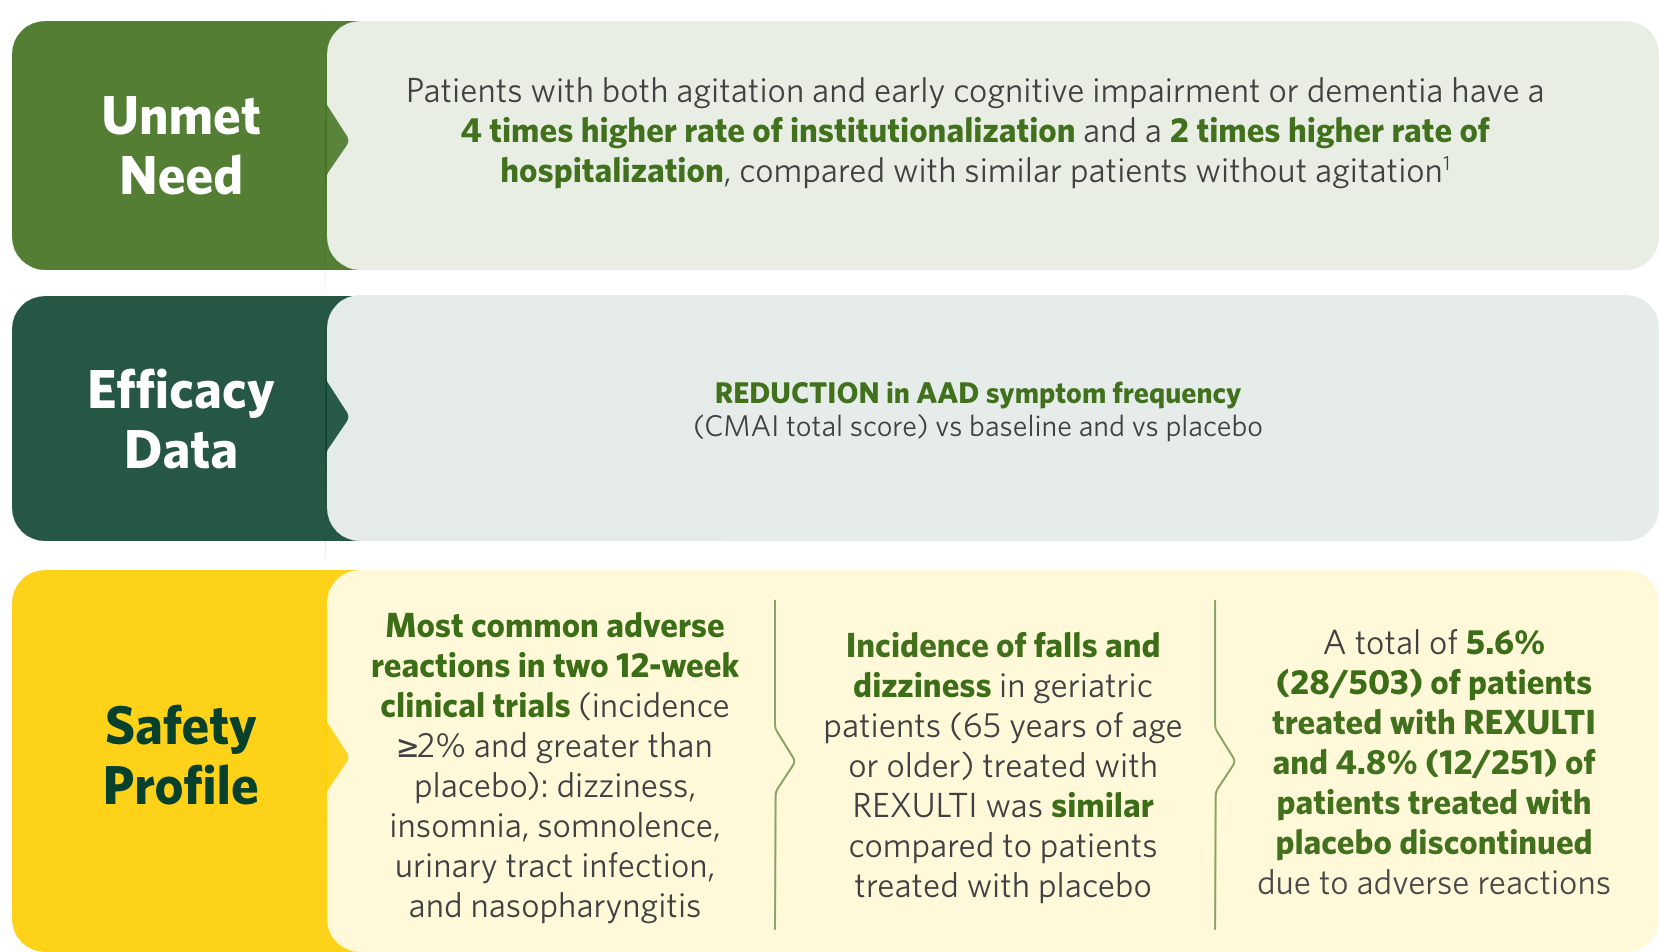 Unmet
Need
Patients with both agitation and early cognitive impairment or dementia have a
4 times higher rate of institutionalization and a 2 times higher rate of
hospitalization, compared with similar patients without agitation¹
Efficacy
Data
REDUCTION in AAD symptom frequency
(CMAI total score) vs baseline and vs placebo
Safety
Profile
Most common adverse
reactions in two 12-week
clinical trials (incidence
≥2% and greater than
placebo): dizziness,
insomnia, somnolence,
urinary tract infection,
and nasopharyngitis
Incidence of falls and
dizziness in geriatric
patients (65 years of age
or older) treated with
REXULTI was similar
compared to patients
treated with placebo
A total of 5.6%
(28/503) of patients
treated with REXULTI
and 4.8% (12/251) of
patients treated with
placebo discontinued
due to adverse reactions